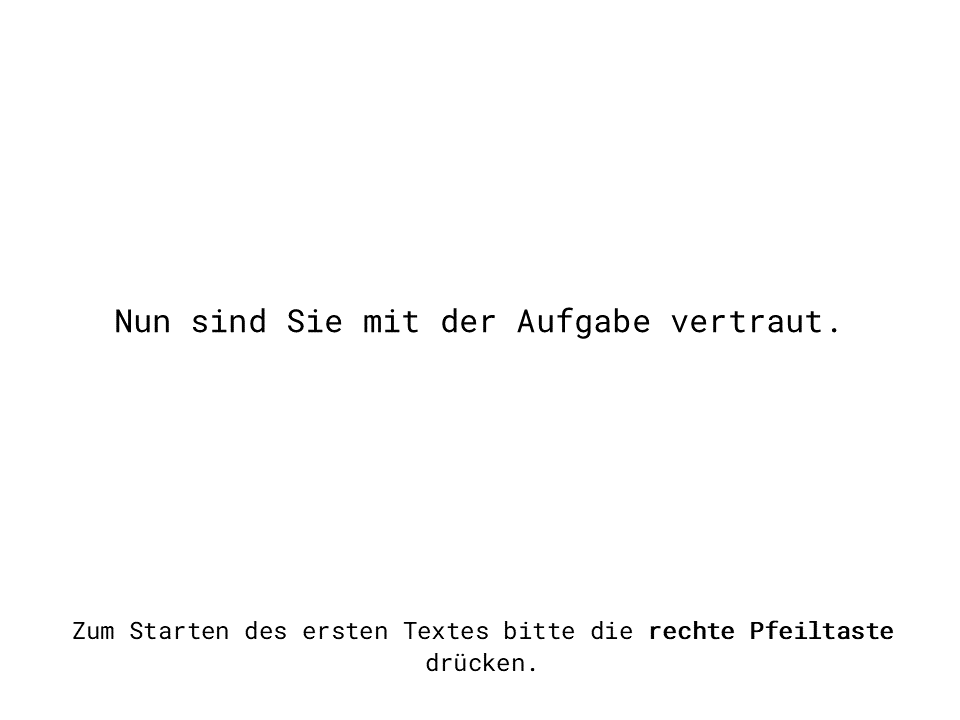 Nun sind Sie mit der Aufgabe vertraut.
Zum Starten des ersten Textes bitte die rechte Pfeiltaste
drücken.